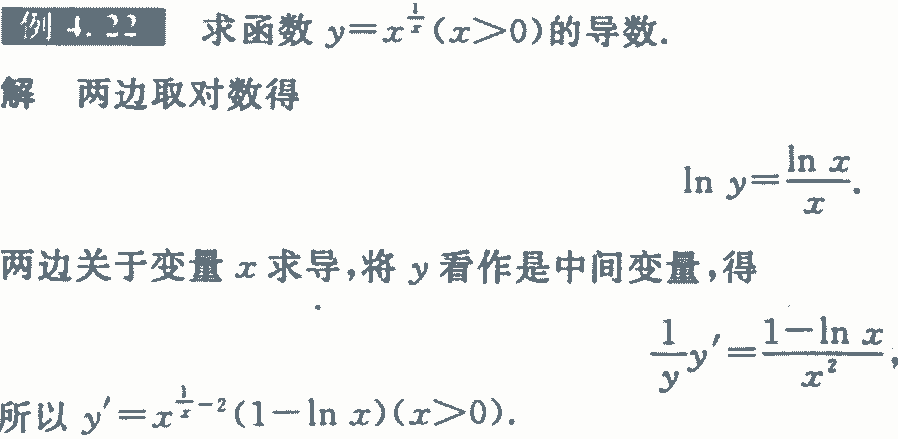 例 4.22 求函数 y=x^{\frac{1}{x}}(x>0)的导数.
解 两边取对数得
ln y=\frac{ln x}{x}.
两边关于变量 x 求导,将 y 看作是中间变量,得
\frac{1}{y}y′=\frac{1-ln x}{x^2},
所以 y′=x^{\frac{1}{x}-2}(1-ln x)(x>0).